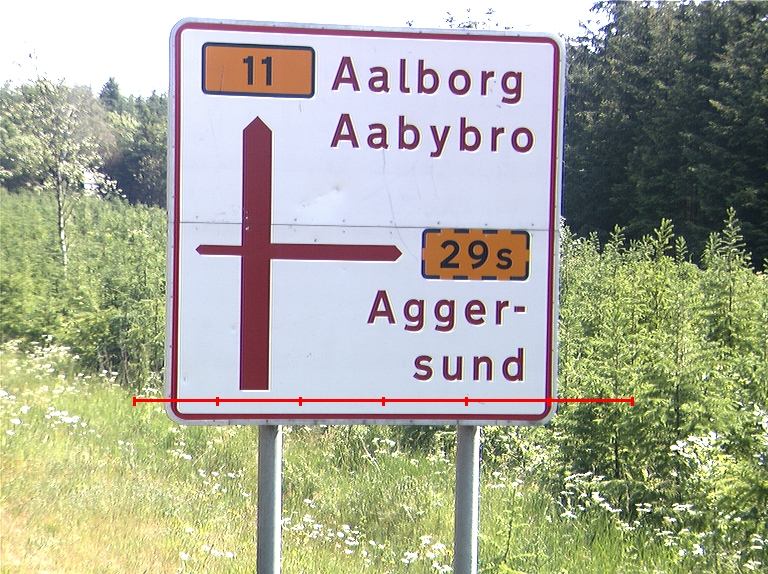 11 Aalborg
Aabybro
29s
Agger-
sund